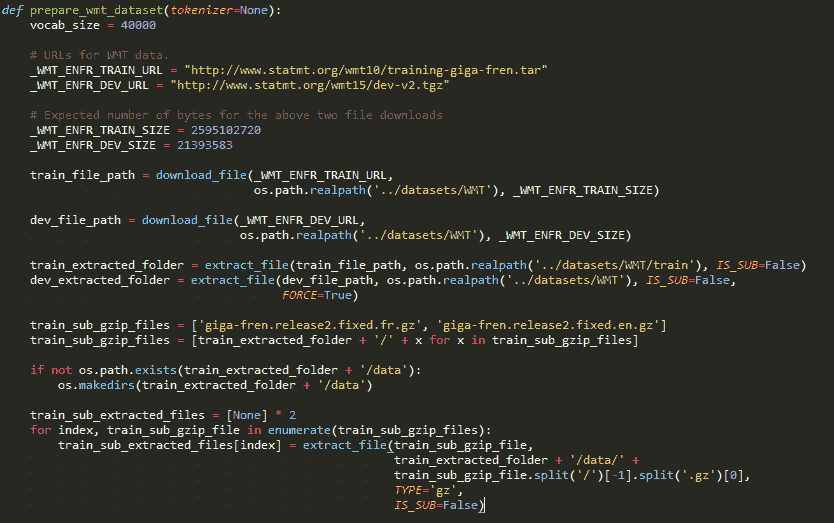 def prepare_wmt_dataset(tokenizer=None):
    vocab_size = 40000

    # URLs for WMT data.
    _WMT_ENFR_TRAIN_URL = "http://www.statmt.org/wmt10/training-giga-fren.tar"
    _WMT_ENFR_DEV_URL = "http://www.statmt.org/wmt15/dev-v2.tgz"

    # Expected number of bytes for the above two file downloads
    _WMT_ENFR_TRAIN_SIZE = 2595102720
    _WMT_ENFR_DEV_SIZE = 21393583

    train_file_path = download_file(_WMT_ENFR_TRAIN_URL,
                                os.path.realpath('../datasets/WMT'), _WMT_ENFR_TRAIN_SIZE)

    dev_file_path = download_file(_WMT_ENFR_DEV_URL,
                              os.path.realpath('../datasets/WMT'), _WMT_ENFR_DEV_SIZE)

    train_extracted_folder = extract_file(train_file_path, os.path.realpath('../datasets/WMT/train'), IS_SUB=False)
    dev_extracted_folder = extract_file(dev_file_path, os.path.realpath('../datasets/WMT'), IS_SUB=False,
                                    FORCE=True)

    train_sub_gzip_files = ['giga-fren.release2.fixed.fr.gz', 'giga-fren.release2.fixed.en.gz']
    train_sub_gzip_files = [train_extracted_folder + '/' + x for x in train_sub_gzip_files]

    if not os.path.exists(train_extracted_folder + '/data'):
        os.makedirs(train_extracted_folder + '/data')

    train_sub_extracted_files = [None] * 2
    for index, train_sub_gzip_file in enumerate(train_sub_gzip_files):
        train_sub_extracted_files[index] = extract_file(train_sub_gzip_file,
                                                    train_extracted_folder + '/data/' +
                                                    train_sub_gzip_file.split('/')[-1].split('.gz')[0],
                                                    TYPE='gz',
                                                    IS_SUB=False)